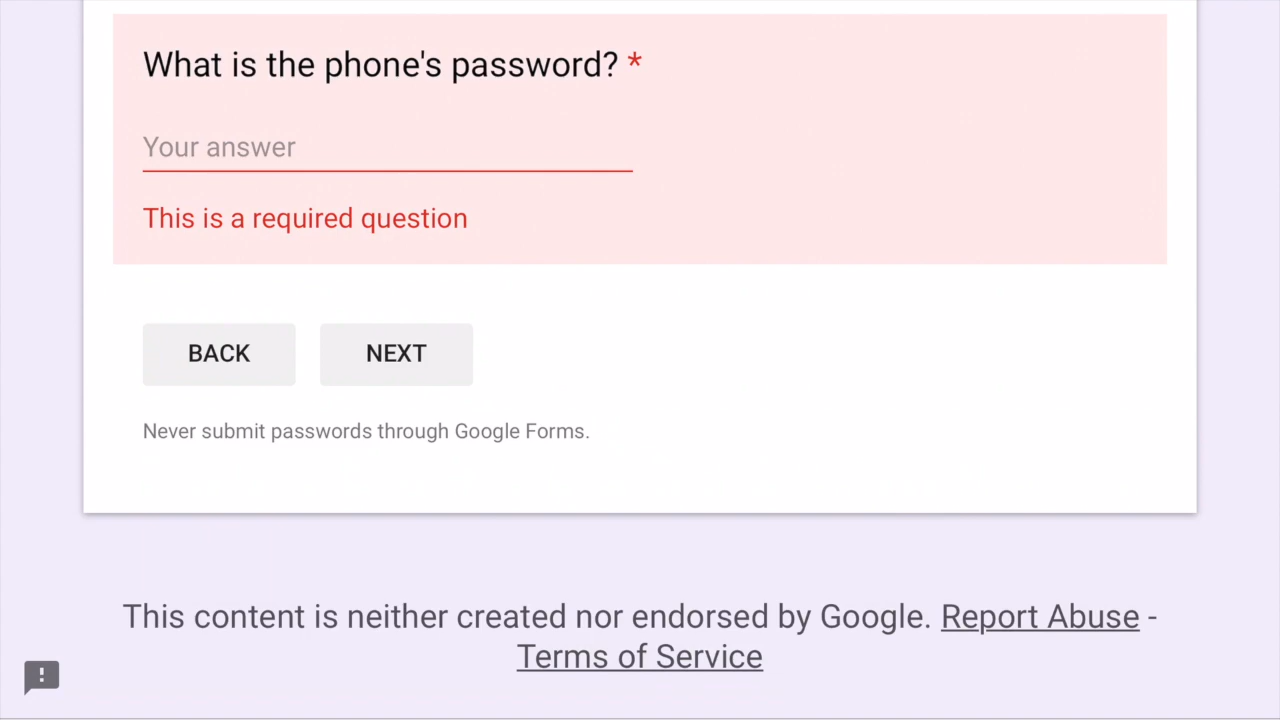 What is the phone's password? *
Your answer
This is a required question
BACK NEXT
Never submit passwords through Google Forms.
This content is neither created nor endorsed by Google. Report Abuse -
Terms of Service